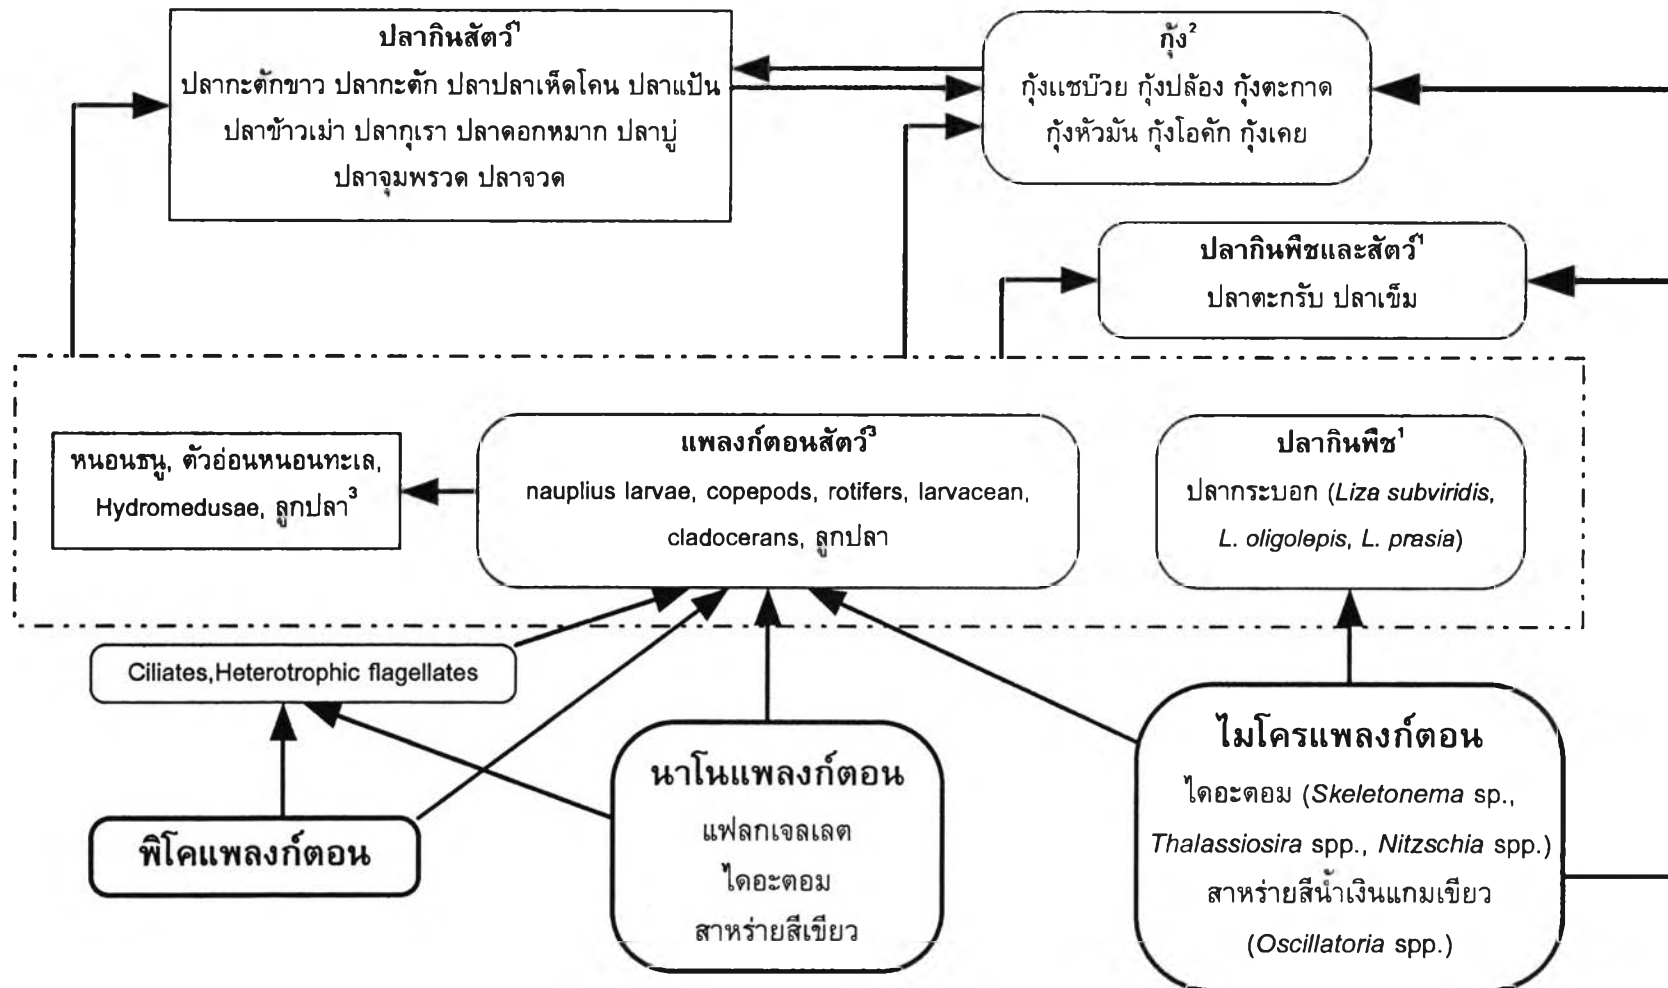 ปลากินสัตว์¹
ปลากะตักขาว ปลากะตัก ปลาปลาเห็ดโคน ปลาแป้น
ปลาข้าวเม่า ปลากุเรา ปลาดอกหมาก ปลาบู่
ปลาจุมพรวด ปลาจวด
กุ้ง²
กุ้งแชบ๊วย กุ้งปล้อง กุ้งตะกาด
กุ้งหัวมัน กุ้งโอคัก กุ้งเคย
ปลากินพืชและสัตว์¹
ปลาตะกรับ ปลาเข็ม
หนอนธนู, ตัวอ่อนหนอนทะเล,
Hydromedusae, ลูกปลา³
แพลงก์ตอนสัตว์³
nauplius larvae, copepods, rotifers, larvacean,
cladocerans, ลูกปลา
ปลากินพืช¹
ปลากระบอก (Liza subviridis,
L. oligolepis, L. prasia)
Ciliates,Heterotrophic flagellates
พิโคแพลงก์ตอน
นาโนแพลงก์ตอน
แฟลกเจลเลต
ไดอะตอม
สาหร่ายสีเขียว
ไมโครแพลงก์ตอน
ไดอะตอม (Skeletonema sp.,
Thalassiosira spp., Nitzschia spp.)
สาหร่ายสีน้ำเงินแกมเขียว
(Oscillatoria spp.)